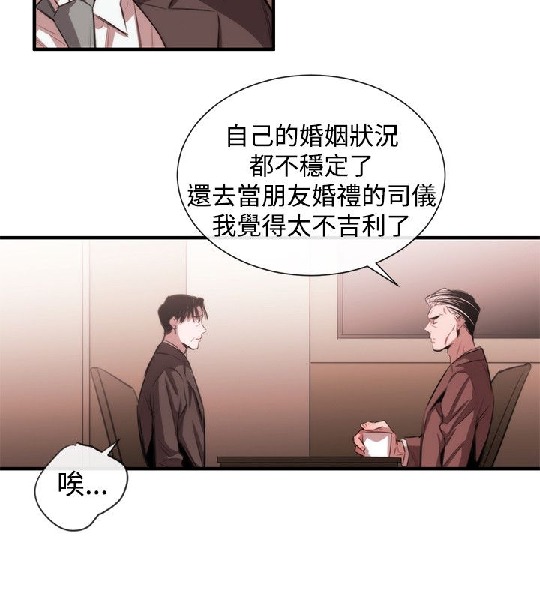 自己的婚姻狀況
都不穩定了
還去當朋友婚禮的司儀
我覺得太不吉利了
唉...